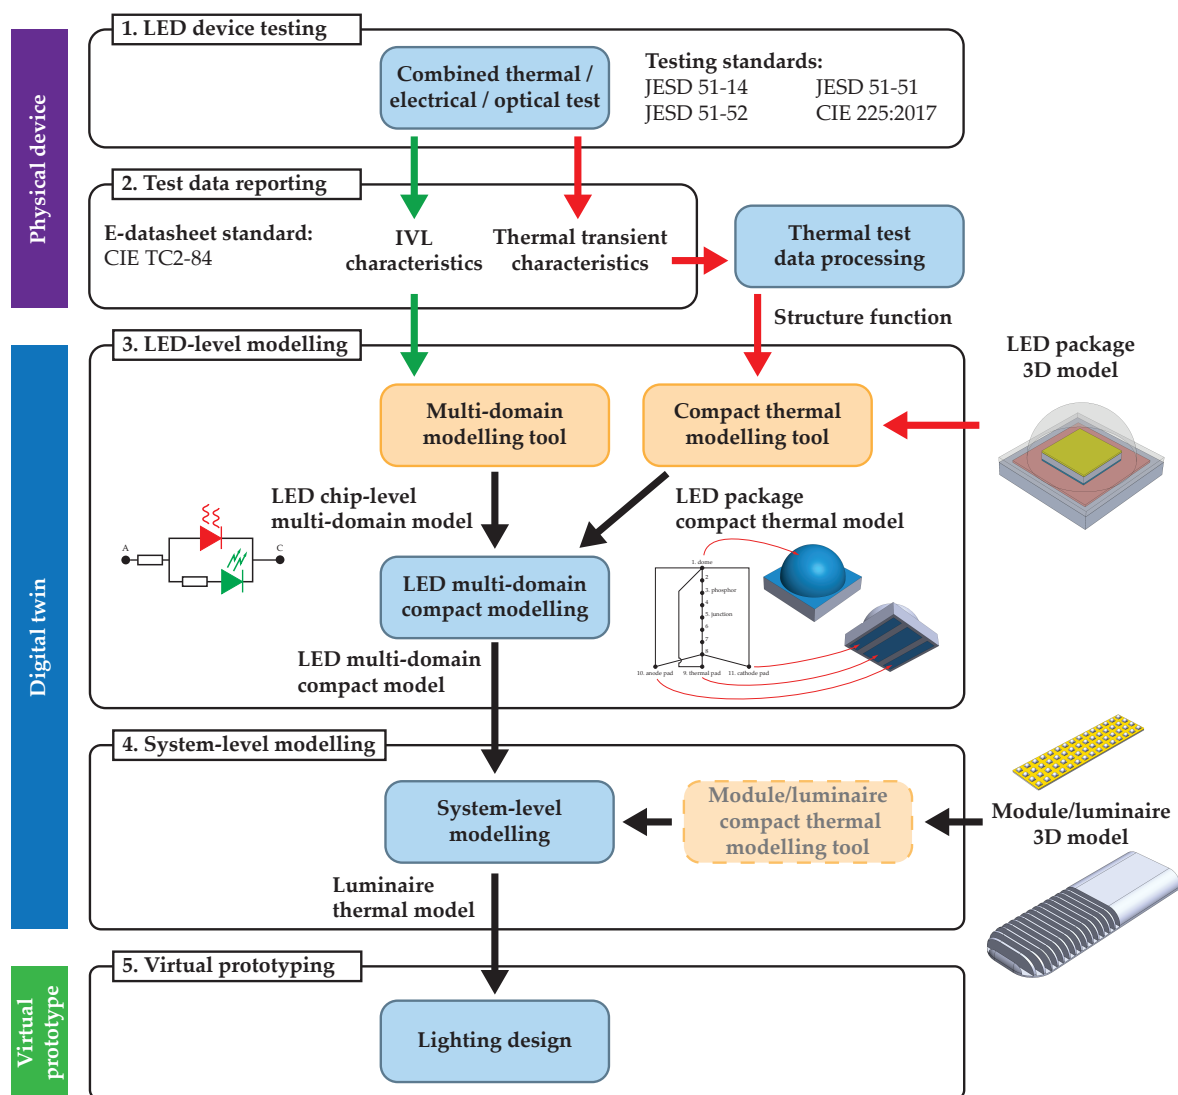 Physical device
1. LED device testing
Combined thermal /
electrical / optical test
Testing standards:
JESD 51-14 JESD 51-51
JESD 51-52 CIE 225:2017
2. Test data reporting
E-datasheet standard:
CIE TC2-84
IVL
characteristics
Thermal transient
characteristics
Thermal test
data processing
Structure function
Digital twin
3. LED-level modelling
LED package
3D model
Multi-domain
modelling tool
Compact thermal
modelling tool
LED chip-level
multi-domain model
LED package
compact thermal model
A
C
LED multi-domain
compact modelling
1. dome
2
3. phosphor
4
5. junction
6
7
8
10. anode pad
9. thermal pad
11. cathode pad
LED multi-domain
compact model
4. System-level modelling
System-level
modelling
Module/luminaire
compact thermal
modelling tool
Module/luminaire
3D model
Luminaire
thermal model
Virtual
prototype
5. Virtual prototyping
Lighting design